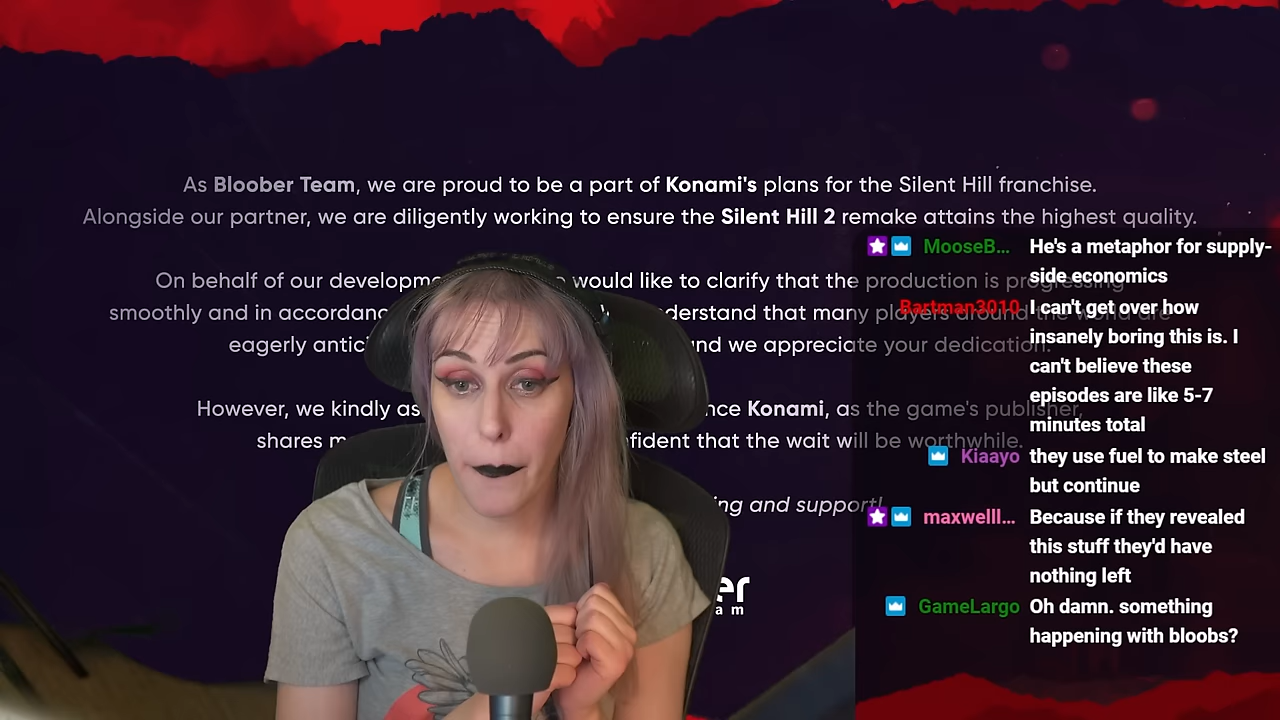 As Bloober Team, we are proud to be a part of Konami's plans for the Silent Hill franchise.
Alongside our partner, we are diligently working to ensure the Silent Hill 2 remake attains the highest quality.
On behalf of our developme would like to clarify that the production is progressing
smoothly and in accordanc derstand that many players around the world are
eagerly antici nd we appreciate your dedication.
However, we kindly as nce Konami, as the game's publisher,
shares m fident that the wait will be worthwhile.
ng and support!
er
am
MooseB... He's a metaphor for supply-
side economics
Bartman3010 I can't get over how
insanely boring this is. I
can't believe these
episodes are like 5-7
minutes total
Kiaayo they use fuel to make steel
but continue
maxwelll... Because if they revealed
this stuff they'd have
nothing left
GameLargo Oh damn. something
happening with bloobs?